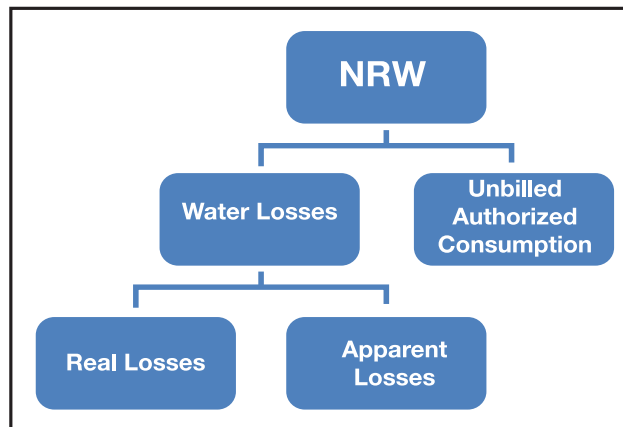 NRW
Water Losses
Unbilled
Authorized
Consumption
Real Losses
Apparent
Losses